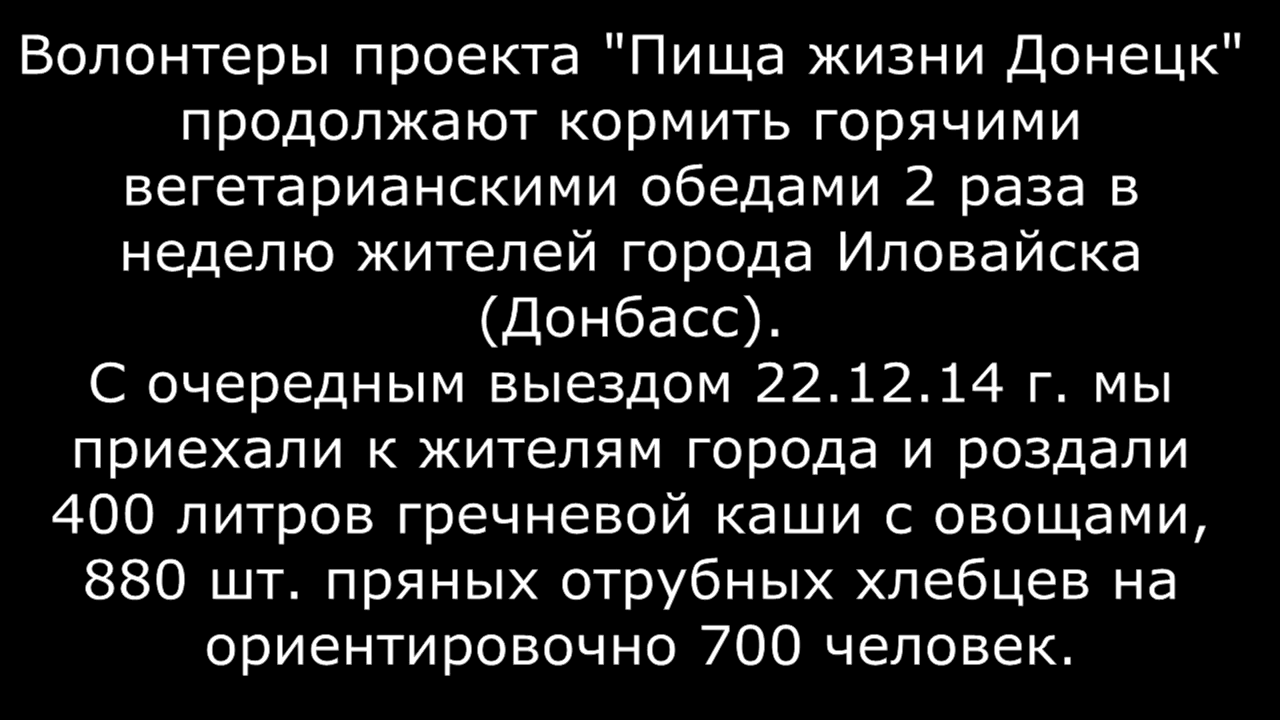 Волонтеры проекта "Пища жизни Донецк"
продолжают кормить горячими
вегетарианскими обедами 2 раза в
неделю жителей города Иловайска
(Донбасс).
С очередным выездом 22.12.14 г. мы
приехали к жителям города и роздали
400 литров гречневой каши с овощами,
880 шт. пряных отрубных хлебцев на
ориентировочно 700 человек.